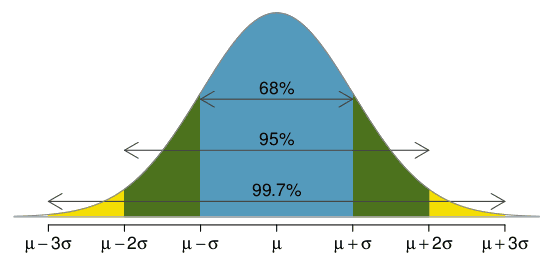 68%
95%
99.7%
μ − 3σ μ − 2σ μ − σ μ μ + σ μ + 2σ μ + 3σ